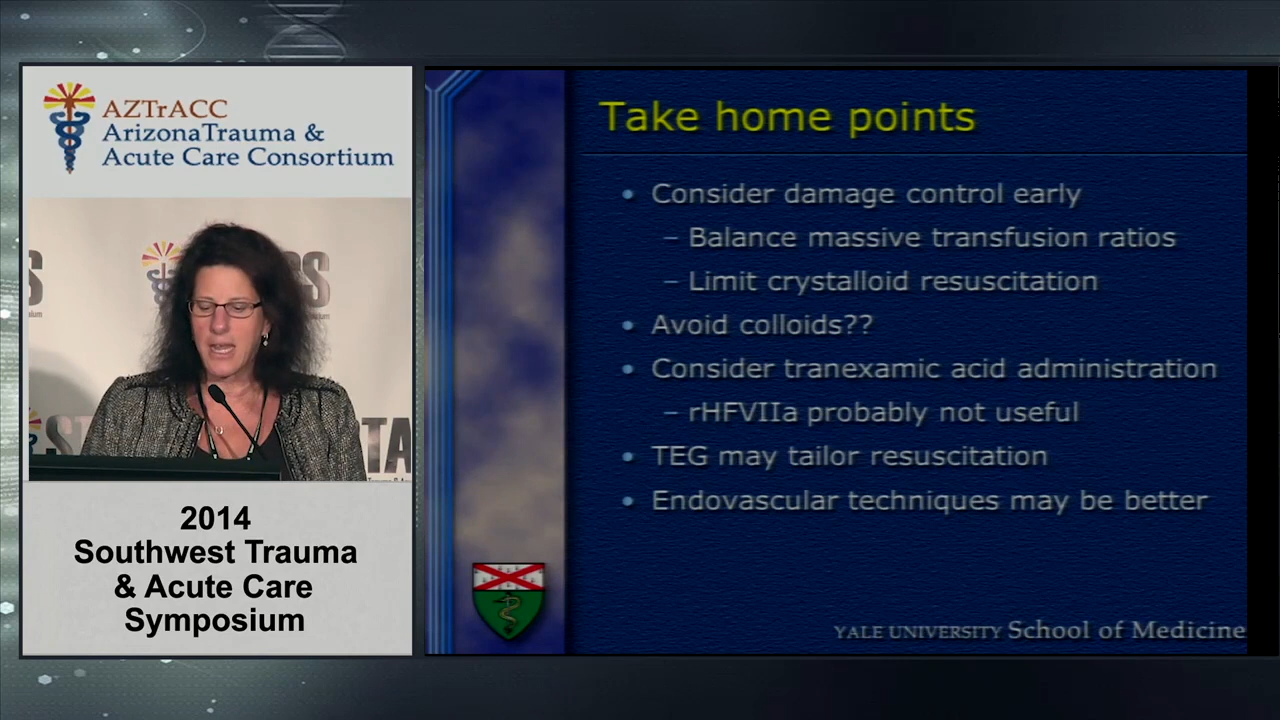 AZTrACC
ArizonaTrauma &
Acute Care Consortium
2014
Southwest Trauma
& Acute Care
Symposium
Take home points
• Consider damage control early
– Balance massive transfusion ratios
– Limit crystalloid resuscitation
• Avoid colloids??
• Consider tranexamic acid administration
– rHFVIIa probably not useful
• TEG may tailor resuscitation
• Endovascular techniques may be better
YALE UNIVERSITY School of Medicine